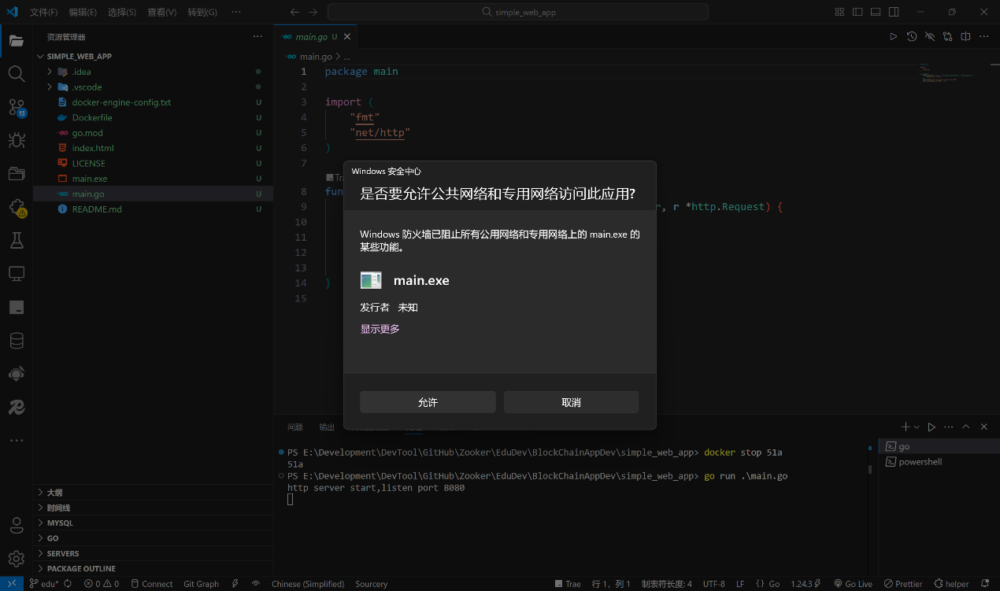 文件(F) 编辑(E) 选择(S) 查看(V) 转到(G) ··· simple_web_app
资源管理器 ···
SIMPLE_WEB_APP
.idea
.vscode
docker-engine-config.txt U
Dockerfile U
go.mod U
index.html U
LICENSE U
main.exe U
main.go U
README.md U
13
大纲
时间线
MYSQL
GO
SERVERS
PACKAGE OUTLINE
main.go U
main.go > ...
1 package main
2
3 import (
4 "fmt"
5 "net/http"
6 )
7
8 fun
9 r, r *http.Request) {
10
11
12
13
14 }
15
Windows 安全中心
是否要允许公共网络和专用网络访问此应用?
Windows 防火墙已阻止所有公用网络和专用网络上的 main.exe 的
某些功能。
main.exe
发行者 未知
显示更多
允许 取消
问题 输出
PS E:\Development\DevTool\GitHub\Zooker\EduDev\BlockChainAppDev\simple_web_app> docker stop 51a
51a
PS E:\Development\DevTool\GitHub\Zooker\EduDev\BlockChainAppDev\simple_web_app> go run .\main.go
http server start,listen port 8080
go
powershell
edu* 0 0 Connect Git Graph Chinese (Simplified) Sourcery Trae 行 1，列 1 制表符长度: 4 UTF-8 LF {} Go 1.24.3 Go Live Prettier helper